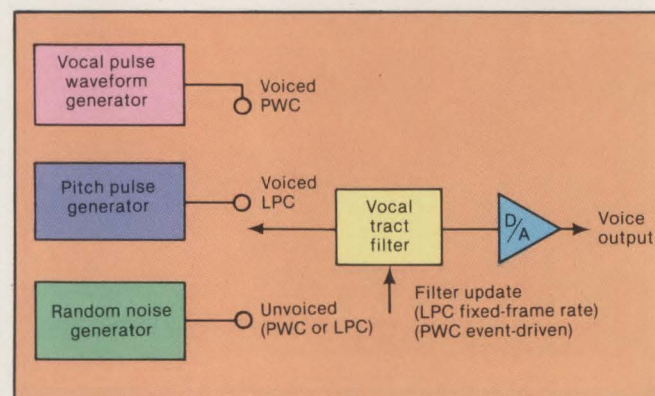 Vocal pulse
waveform
generator
Voiced
PWC
Pitch pulse
generator
Voiced
LPC
Random noise
generator
Unvoiced
(PWC or LPC)
Vocal
tract
filter
D/A
Voice
output
Filter update
(LPC fixed-frame rate)
(PWC event-driven)